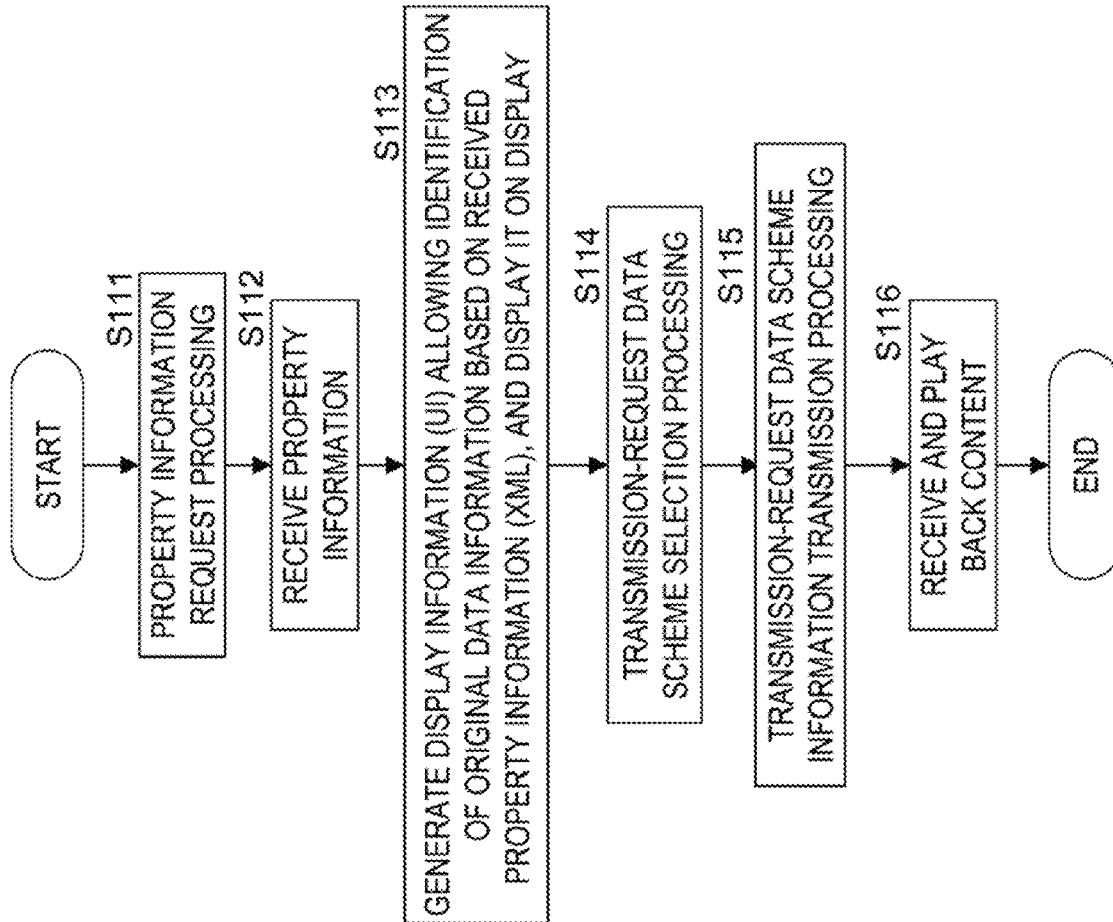 START
S111
PROPERTY INFORMATION
REQUEST PROCESSING
S112
RECEIVE PROPERTY
INFORMATION
S113
GENERATE DISPLAY INFORMATION (UI) ALLOWING IDENTIFICATION
OF ORIGINAL DATA INFORMATION BASED ON RECEIVED
PROPERTY INFORMATION (XML), AND DISPLAY IT ON DISPLAY
S114
TRANSMISSION-REQUEST DATA
SCHEME SELECTION PROCESSING
S115
TRANSMISSION-REQUEST DATA SCHEME
INFORMATION TRANSMISSION PROCESSING
S116
RECEIVE AND PLAY
BACK CONTENT
END